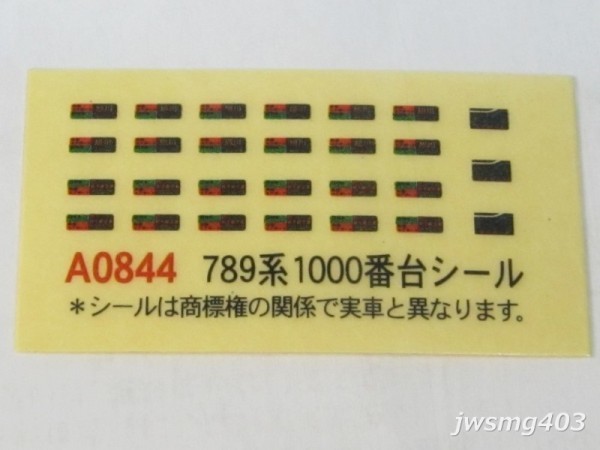 A0844 789系1000番台シール
＊シールは商標権の関係で実車と異なります。
jwsmg403